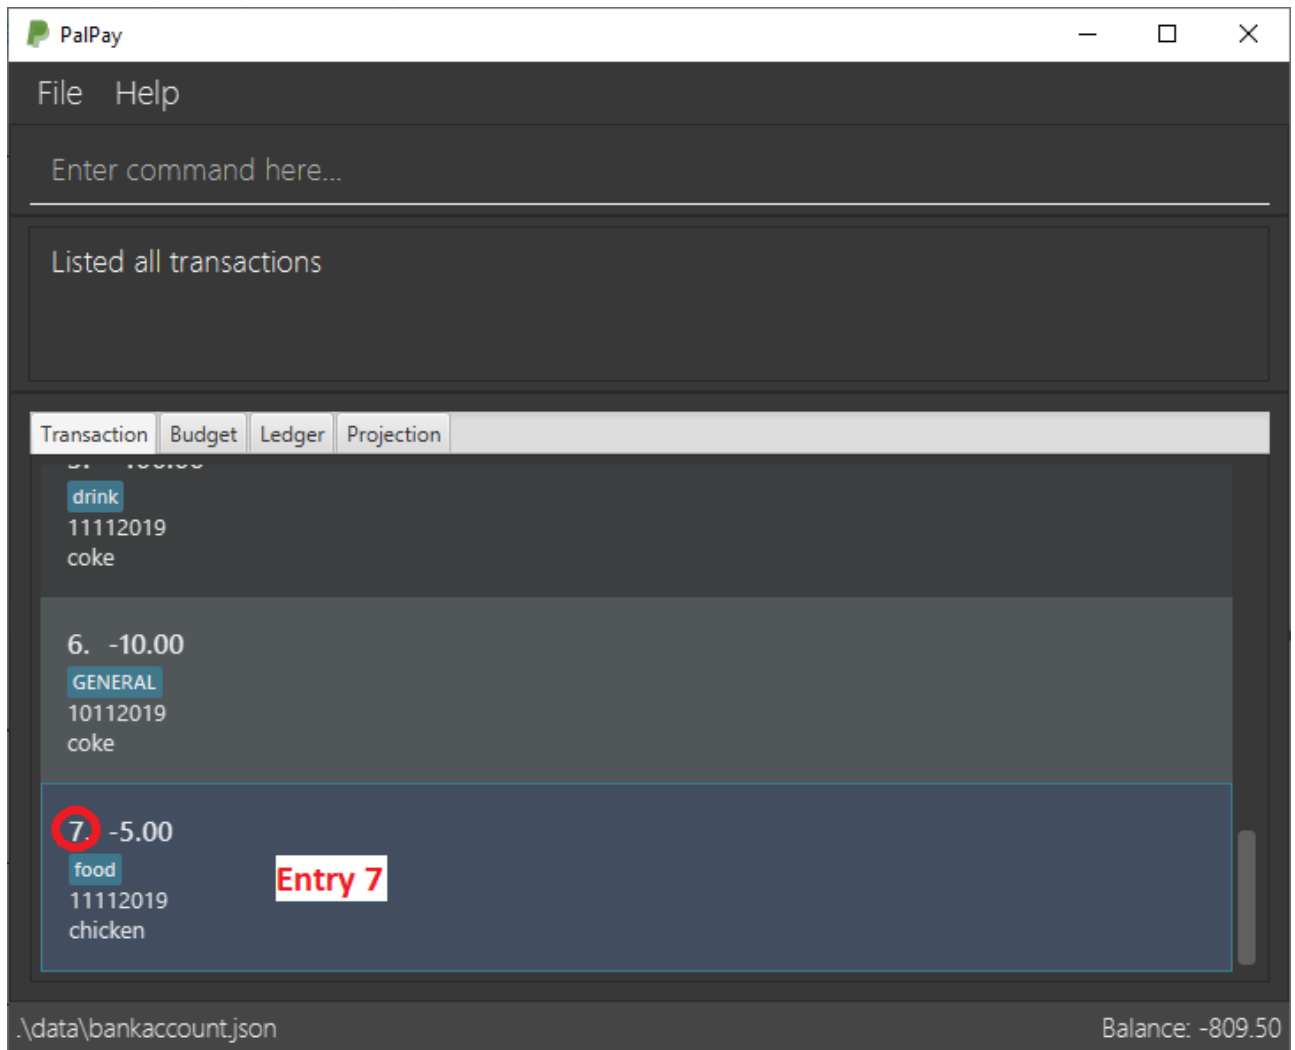 PalPay
File Help
Enter command here...
Listed all transactions
Transaction Budget Ledger Projection
drink
11112019
coke
6. -10.00
GENERAL
10112019
coke
7. -5.00
food
Entry 7
11112019
chicken
.\data\bankaccount.json Balance: -809.50